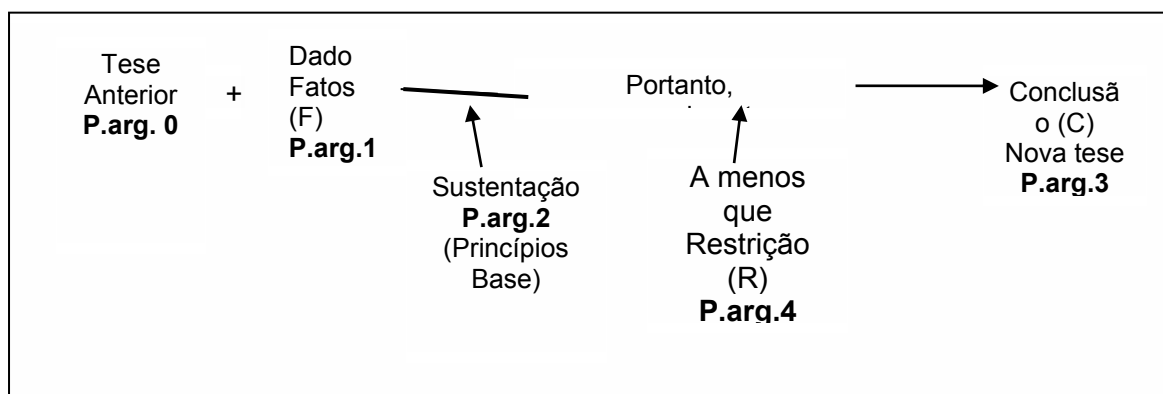 Tese
Anterior
P.arg. 0
+
Dado
Fatos
(F)
P.arg.1
Sustentação
P.arg.2
(Princípios
Base)
Portanto,
A menos
que
Restrição
(R)
P.arg.4
Conclusã
o (C)
Nova tese
P.arg.3